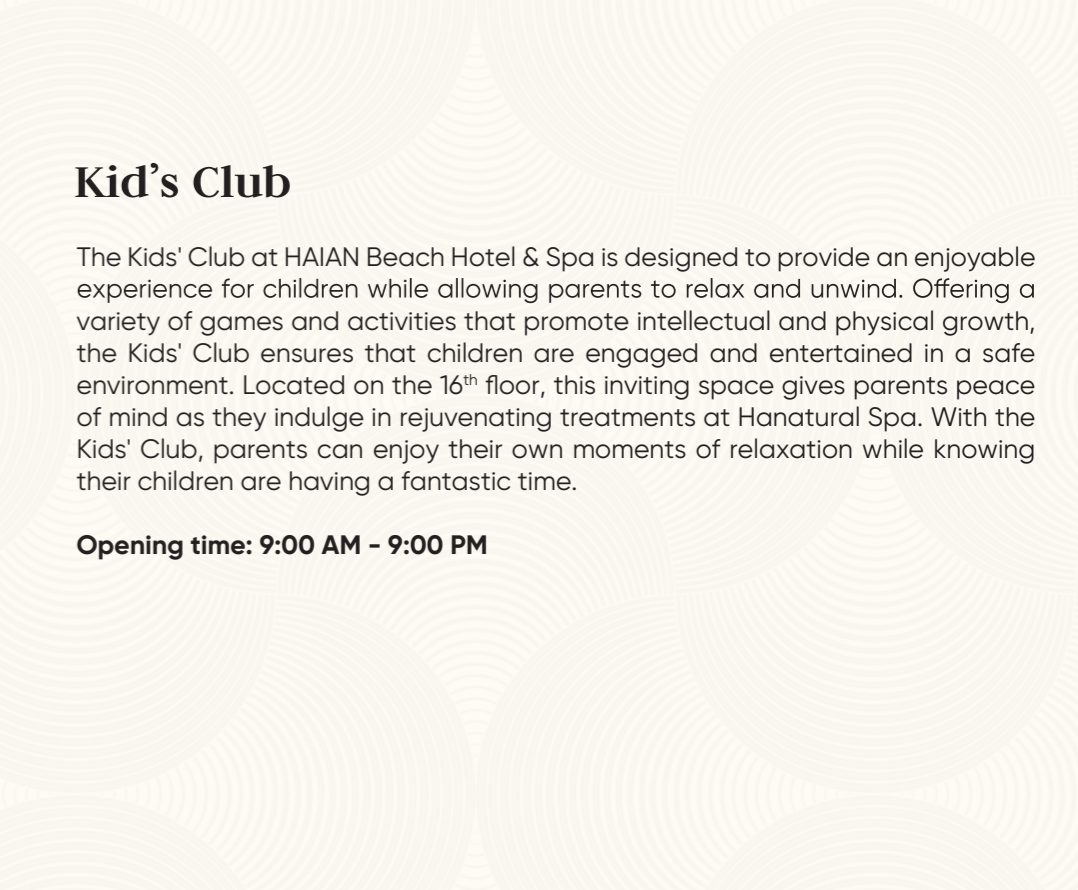 Kid’s Club
The Kids' Club at HAIAN Beach Hotel & Spa is designed to provide an enjoyable
experience for children while allowing parents to relax and unwind. Offering a
variety of games and activities that promote intellectual and physical growth,
the Kids' Club ensures that children are engaged and entertained in a safe
environment. Located on the 16th floor, this inviting space gives parents peace
of mind as they indulge in rejuvenating treatments at Hanatural Spa. With the
Kids' Club, parents can enjoy their own moments of relaxation while knowing
their children are having a fantastic time.
Opening time: 9:00 AM - 9:00 PM